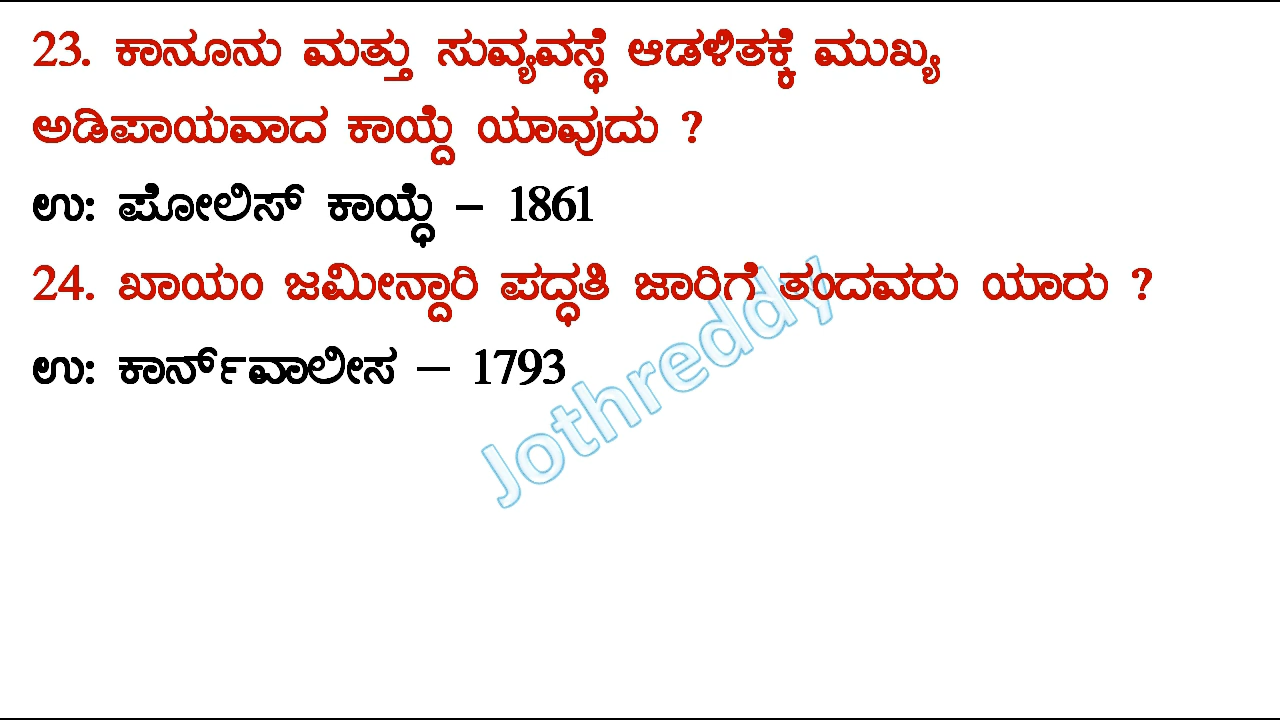 23. ಕಾನೂನು ಮತ್ತು ಸುವ್ಯವಸ್ಥೆ ಆಡಳಿತಕ್ಕೆ ಮುಖ್ಯ
ಅಡಿಪಾಯವಾದ ಕಾಯ್ದೆ ಯಾವುದು ?
ಉ: ಪೋಲಿಸ್ ಕಾಯ್ಧೆ – 1861
24. ಖಾಯಂ ಜಮೀನ್ದಾರಿ ಪದ್ಧತಿ ಜಾರಿಗೆ ತಂದವರು ಯಾರು ?
ಉ: ಕಾರ್ನ್‌ವಾಲೀಸ – 1793
Jothreddy